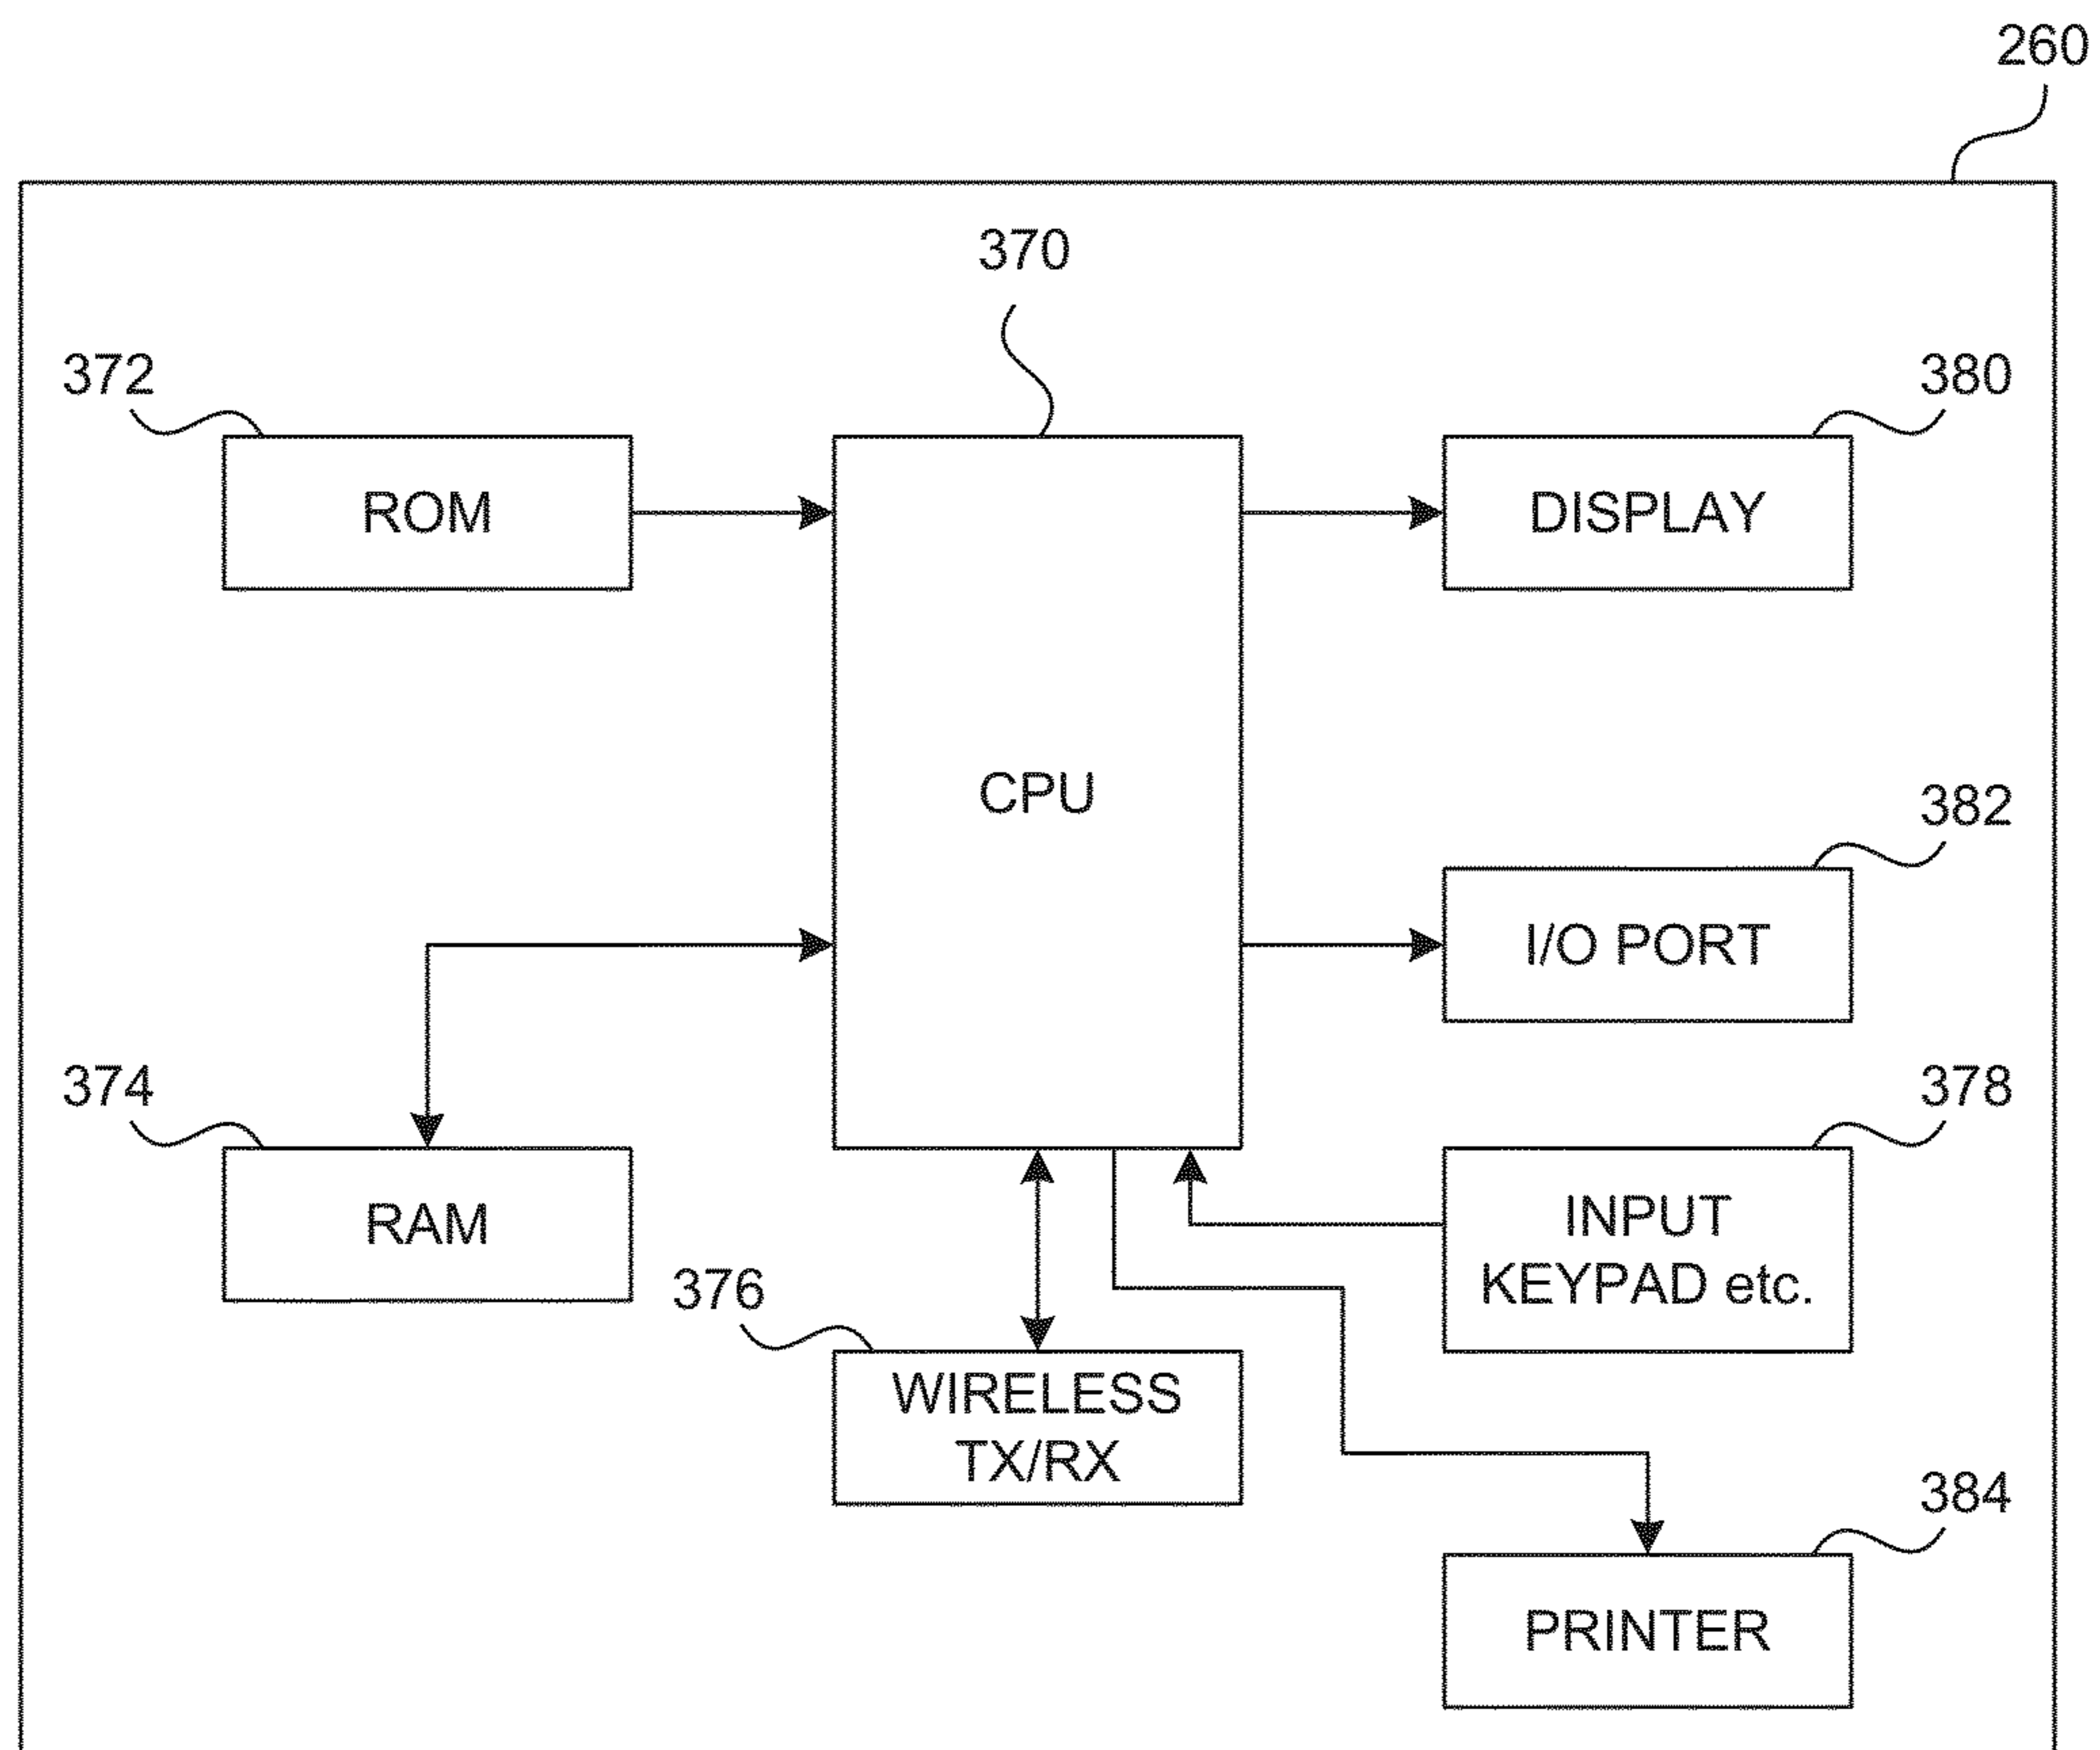 260
370
372
380
ROM
DISPLAY
CPU
382
I/O PORT
374
378
RAM
INPUT
KEYPAD etc.
376
WIRELESS
TX/RX
384
PRINTER